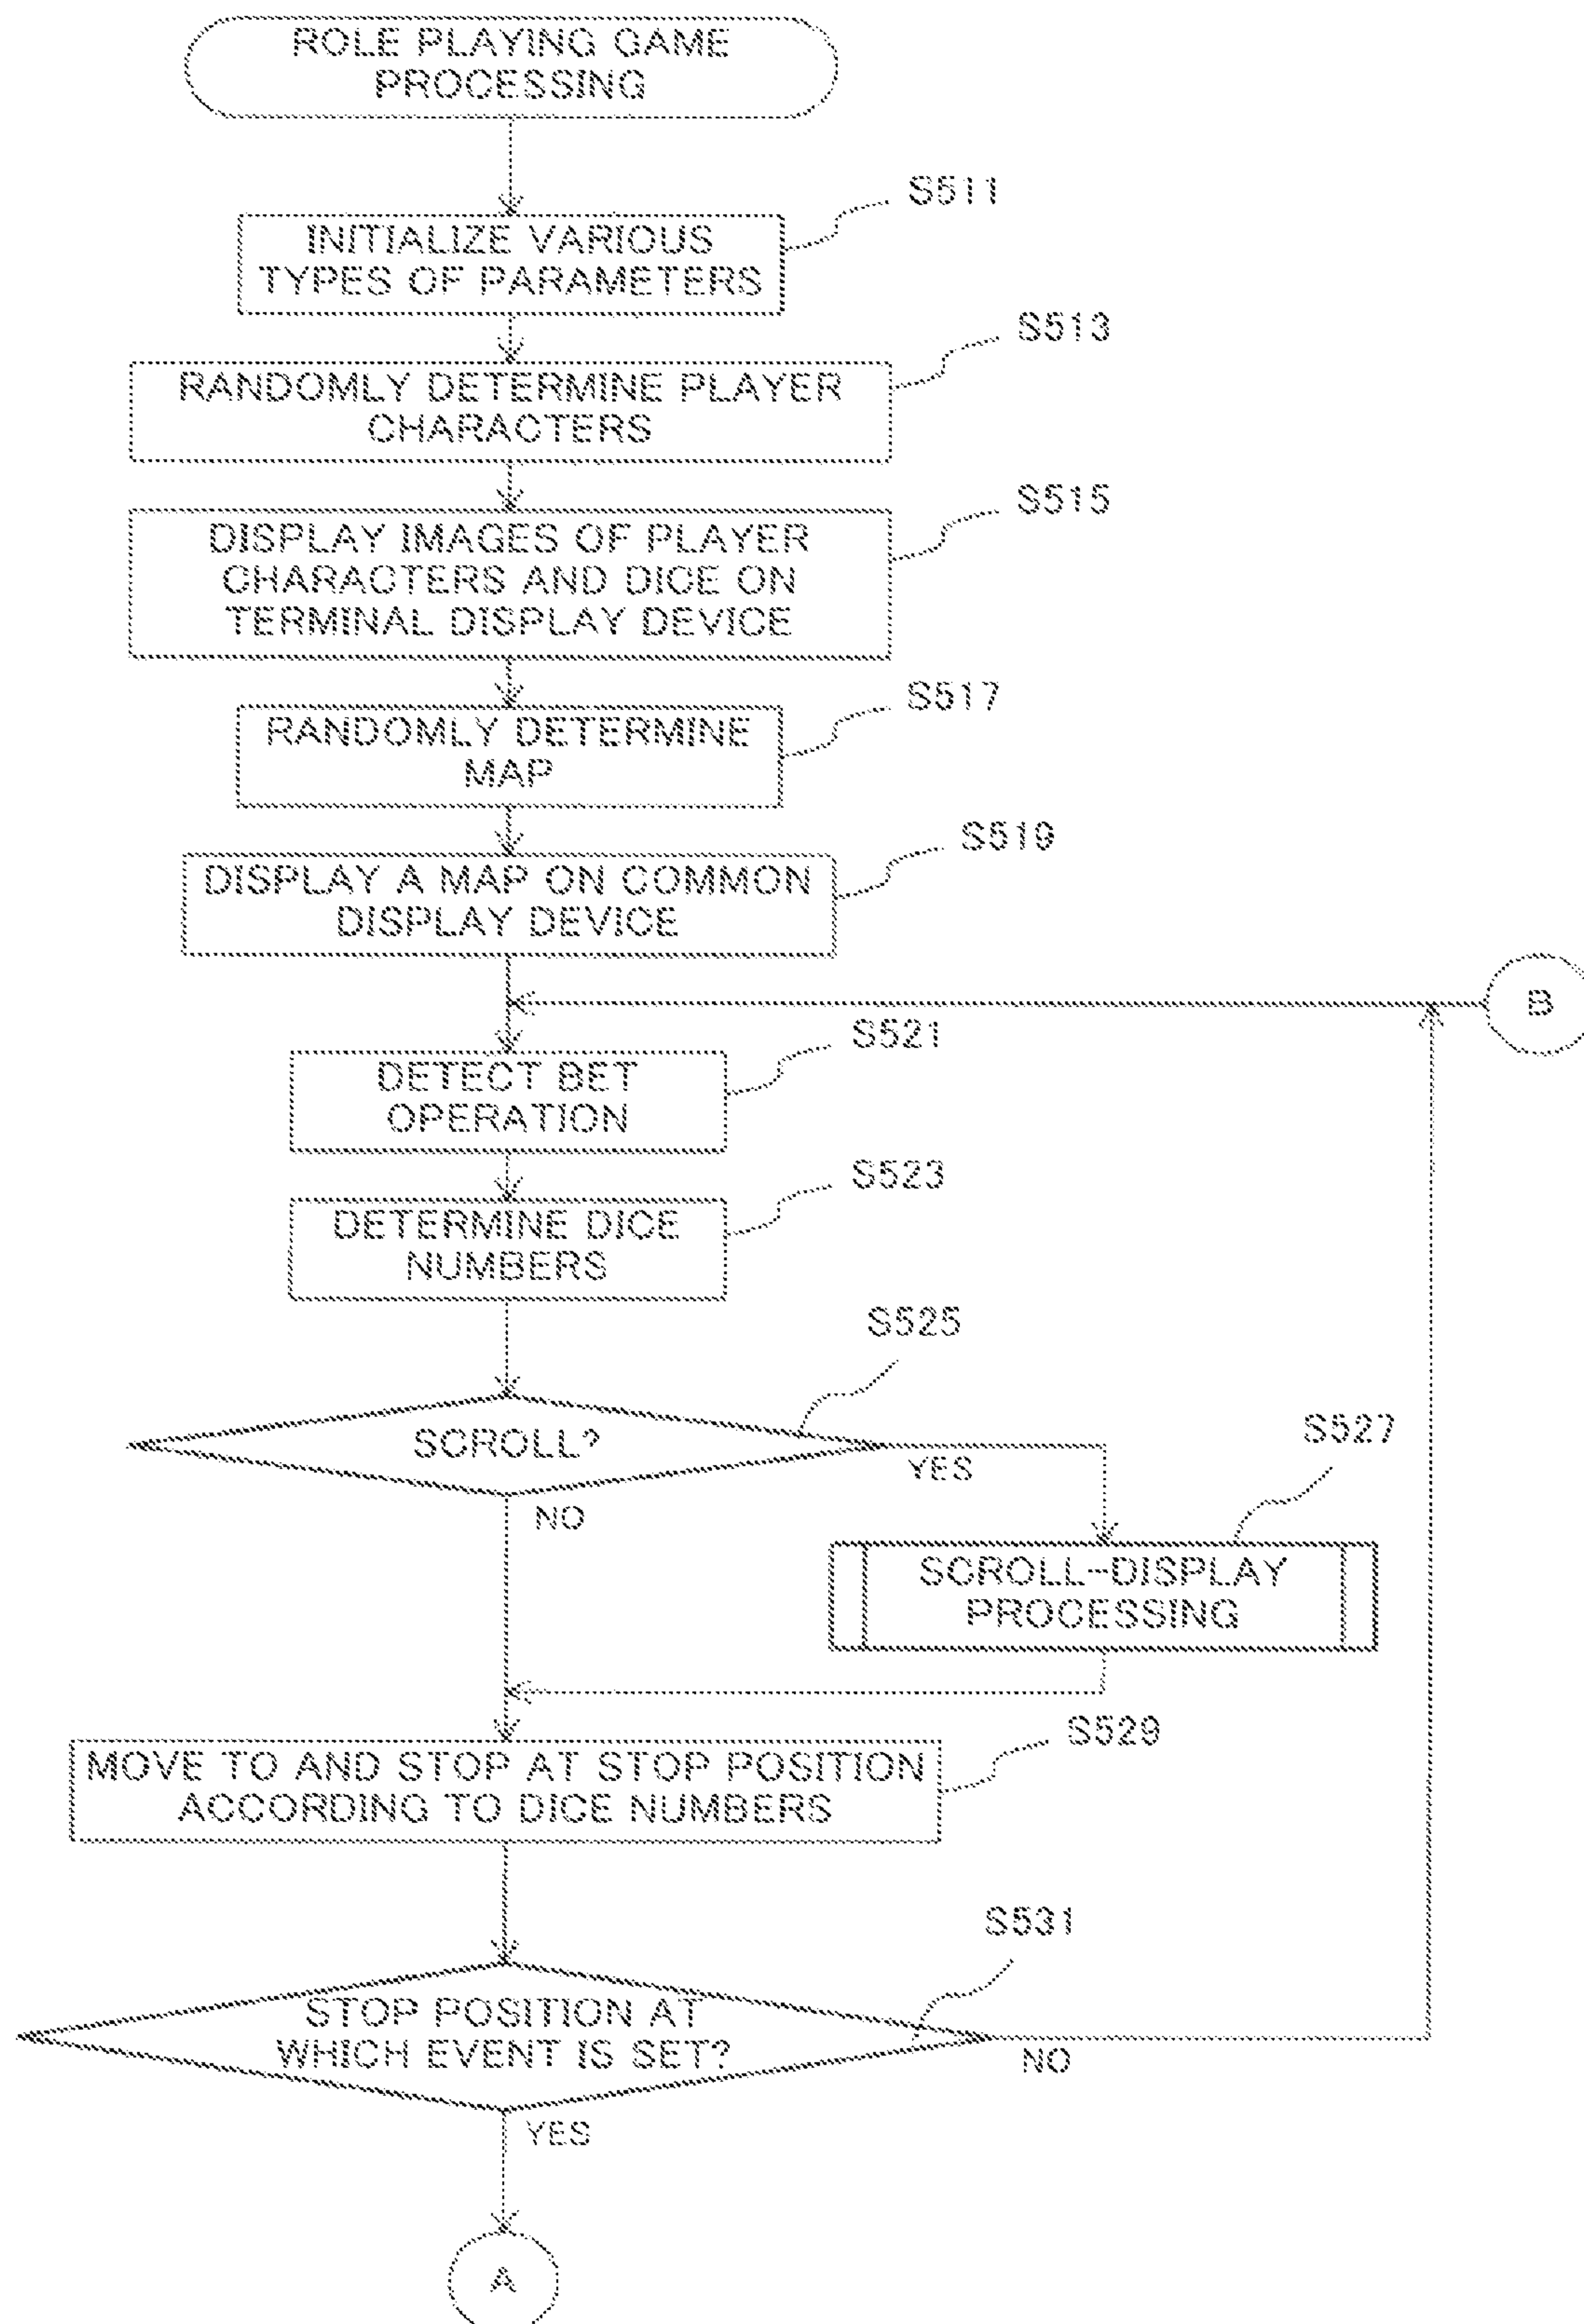 ROLE PLAYING GAME
PROCESSING
S511
INITIALIZE VARIOUS
TYPES OF PARAMETERS
S513
RANDOMLY DETERMINE PLAYER
CHARACTERS
S515
DISPLAY IMAGES OF PLAYER
CHARACTERS AND DICE ON
TERMINAL DISPLAY DEVICE
S517
RANDOMLY DETERMINE
MAP
S519
DISPLAY A MAP ON COMMON
DISPLAY DEVICE
B
S521
DETECT BET
OPERATION
S523
DETERMINE DICE
NUMBERS
S525
SCROLL?
YES
NO
S527
SCROLL-DISPLAY
PROCESSING
S529
MOVE TO AND STOP AT STOP POSITION
ACCORDING TO DICE NUMBERS
S531
STOP POSITION AT
WHICH EVENT IS SET?
NO
YES
A